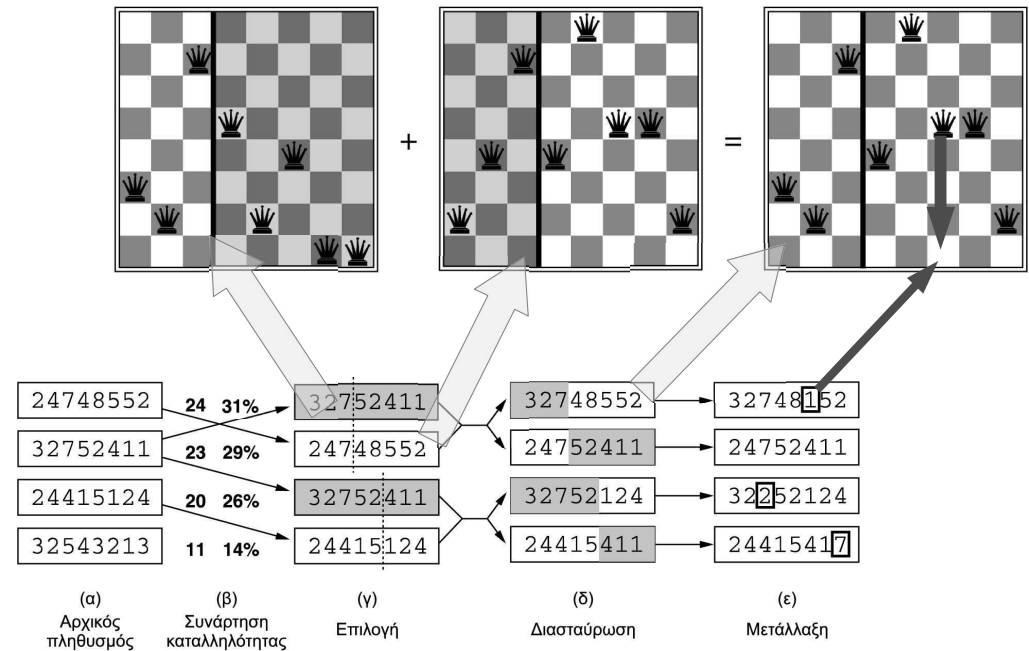 + =
24748552 24 31% 32752411 32748552 32748152
32752411 23 29% 24748552 24752411 24752411
24415124 20 26% 32752411 32752124 32252124
32543213 11 14% 24415124 24415411 24415417
(α) (β) (γ) (δ) (ε)
Αρχικός πληθυσμός
Συνάρτηση καταλληλότητας
Επιλογή
Διασταύρωση
Μετάλλαξη